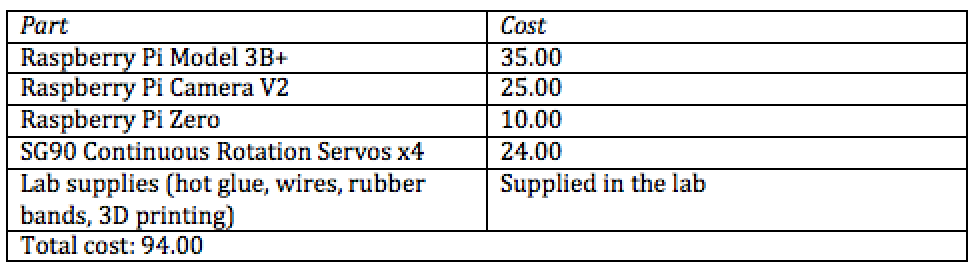 Part Cost
Raspberry Pi Model 3B+ 35.00
Raspberry Pi Camera V2 25.00
Raspberry Pi Zero 10.00
SG90 Continuous Rotation Servos x4 24.00
Lab supplies (hot glue, wires, rubber Supplied in the lab
bands, 3D printing)
Total cost: 94.00